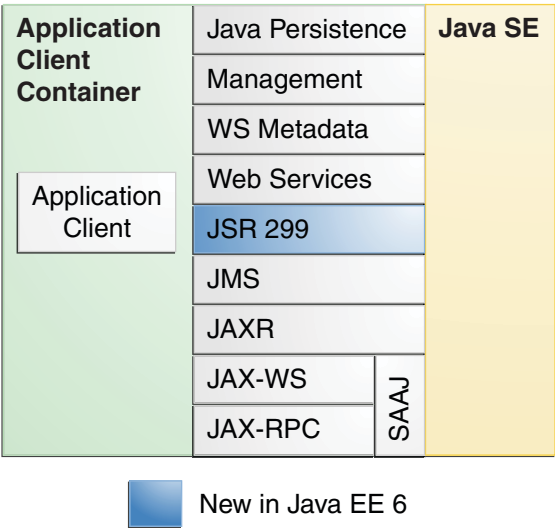 Application
Client
Container
Application
Client
Java Persistence
Management
WS Metadata
Web Services
JSR 299
JMS
JAXR
JAX-WS
JAX-RPC
SAAJ
Java SE
New in Java EE 6